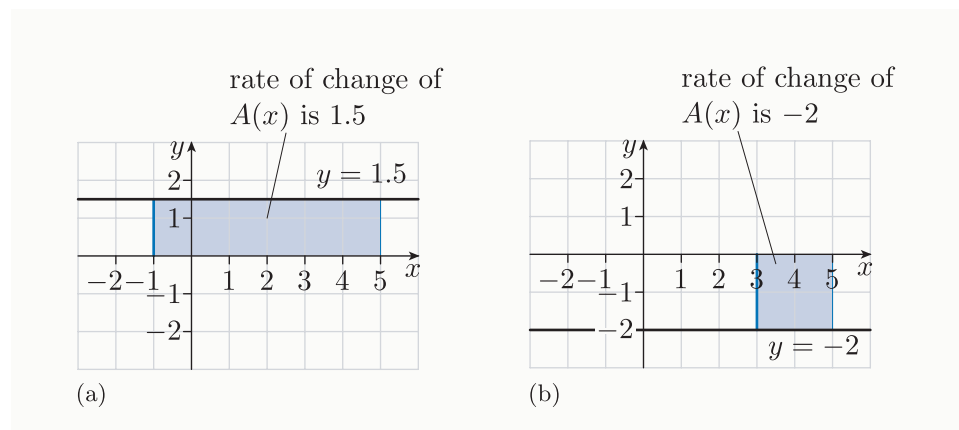 rate of change of
A(x) is 1.5
y
2
y = 1.5
1
−2 −1 1 2 3 4 5 x
−1
−2
(a)
rate of change of
A(x) is −2
y
2
1
−2 −1 1 2 3 4 5 x
−1
−2
y = −2
(b)